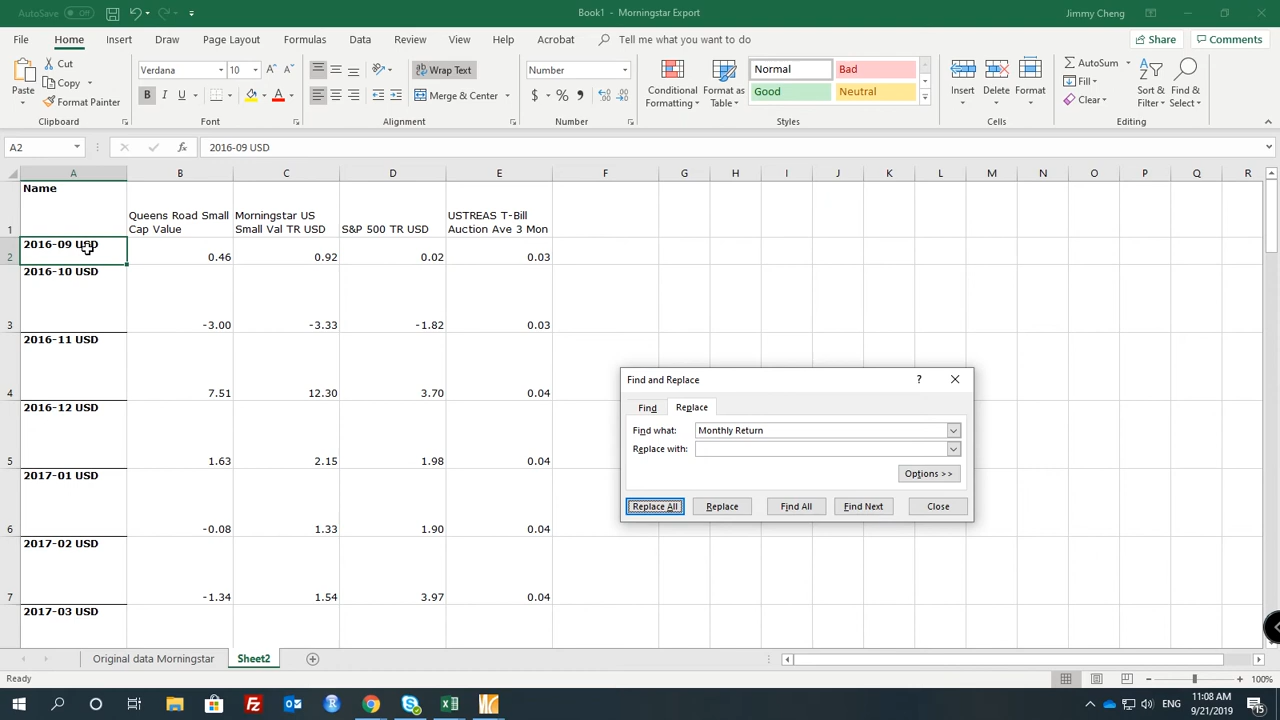 AutoSave Off
Book1 - Morningstar Export
Jimmy Cheng
File Home Insert Draw Page Layout Formulas Data Review View Help Acrobat Tell me what you want to do Share Comments
Paste
Cut
Copy
Format Painter
Clipboard
Verdana 10
B I U
Font
Wrap Text
Merge & Center
Alignment
Number
$ % ,
Number
Conditional Formatting
Format as Table
Normal Bad
Good Neutral
Styles
Insert Delete Format
Cells
AutoSum
Fill
Clear
Sort & Filter
Find & Select
Editing
A2
fx 2016-09 USD
A B C D E F G H I J K L M N O P Q R
1 Name
Queens Road Small Cap Value
Morningstar US Small Val TR USD
S&P 500 TR USD
USTREAS T-Bill Auction Ave 3 Mon
2 2016-09 USD 0.46 0.92 0.02 0.03
3 2016-10 USD -3.00 -3.33 -1.82 0.03
4 2016-11 USD 7.51 12.30 3.70 0.04
5 2016-12 USD 1.63 2.15 1.98 0.04
6 2017-01 USD -0.08 1.33 1.90 0.04
7 2017-02 USD -1.34 1.54 3.97 0.04
2017-03 USD
Find and Replace ?
Find Replace
Find what: Monthly Return
Replace with:
Options >>
Replace All Replace Find All Find Next Close
Original data Morningstar Sheet2
Ready
100%
ENG
11:08 AM
9/21/2019
15